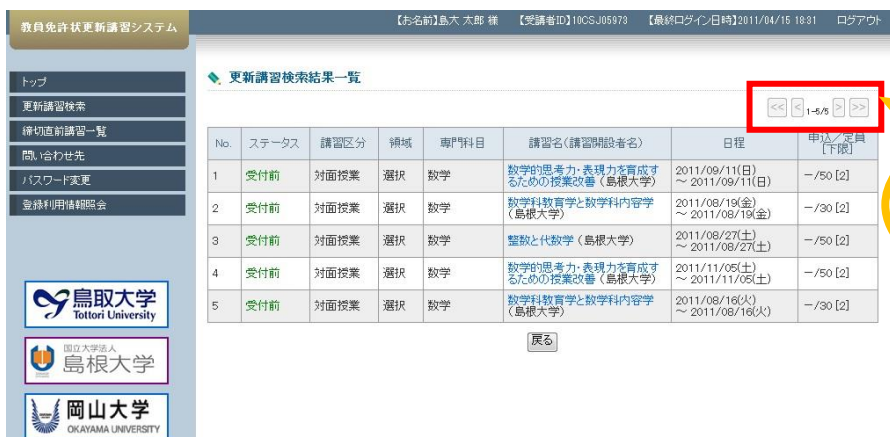 教員免許状更新講習システム
【お名前】島大 太郎 様 【受講者ID】10CSJ05973 【最終ログイン日時】2011/04/15 18:31 ログアウト
トップ
更新講習検索
締切直前講習一覧
問い合わせ先
パスワード変更
登録利用情報照会
更新講習検索結果一覧
<< < 1-5/5 > >>
No. ステータス 講習区分 領域 専門科目 講習名(講習開設者名) 日程 申込/定員
[下限]
1 受付前 対面授業 選択 数学 数学的思考力・表現力を育成するための授業改善(島根大学) 2011/09/11(日) ～ 2011/09/11(日) －/50 [2]
2 受付前 対面授業 選択 数学 数学科教育学と数学科内容学(島根大学) 2011/08/19(金) ～ 2011/08/19(金) －/30 [2]
3 受付前 対面授業 選択 数学 整数と代数学(島根大学) 2011/08/27(土) ～ 2011/08/27(土) －/50 [2]
4 受付前 対面授業 選択 数学 数学的思考力・表現力を育成するための授業改善(島根大学) 2011/11/05(土) ～ 2011/11/05(土) －/50 [2]
5 受付前 対面授業 選択 数学 数学科教育学と数学科内容学(島根大学) 2011/08/16(火) ～ 2011/08/16(火) －/30 [2]
戻る
鳥取大学
Tottori University
国立大学法人
島根大学
岡山大学
OKAYAMA UNIVERSITY